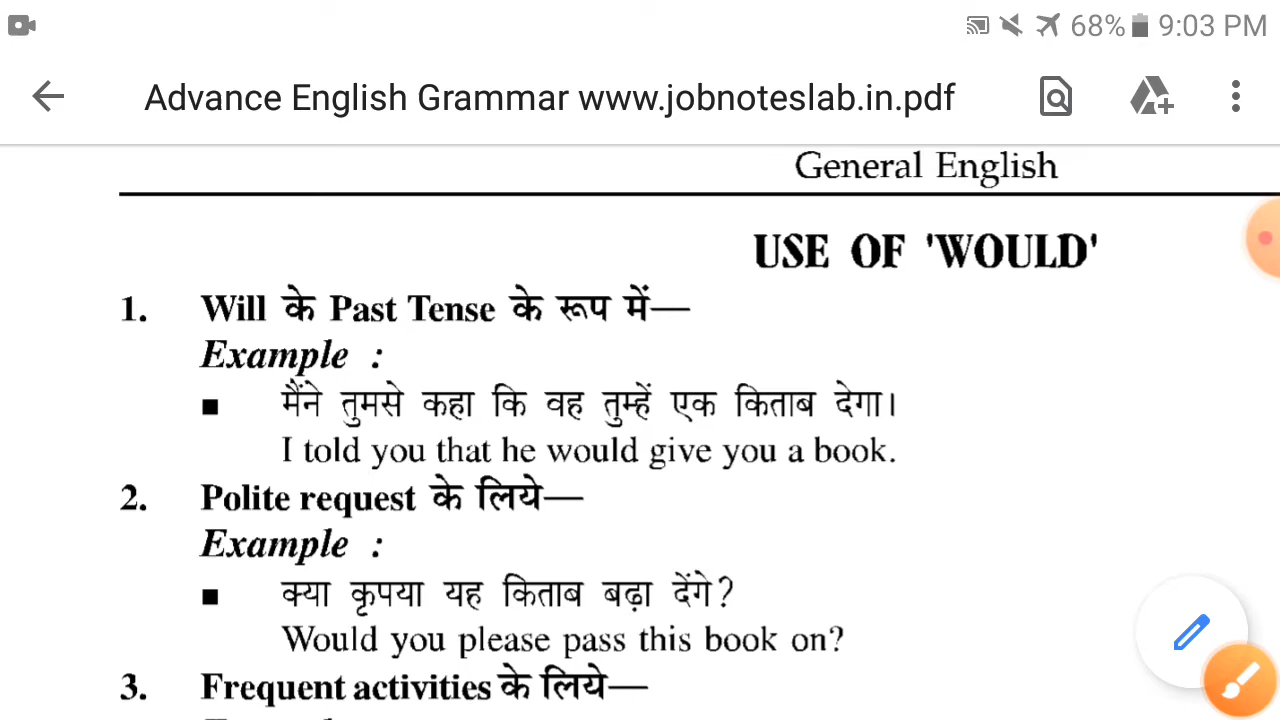 68% 9:03 PM
Advance English Grammar www.jobnoteslab.in.pdf
General English
USE OF 'WOULD'
1. Will के Past Tense के रूप में—
Example :
■ मैंने तुमसे कहा कि वह तुम्हें एक किताब देगा।
I told you that he would give you a book.
2. Polite request के लिये—
Example :
■ क्या कृपया यह किताब बढ़ा देंगे?
Would you please pass this book on?
3. Frequent activities के लिये—